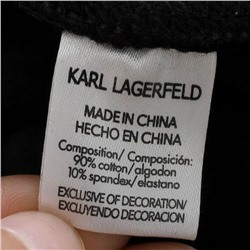 KARL LAGERFELD
MADE IN CHINA
HECHO EN CHINA
Composition/ Composición:
90% cotton/algodon
10% spandex/elastano
EXCLUSIVE OF DECORATION/
EXCLUYENDO DECORACION